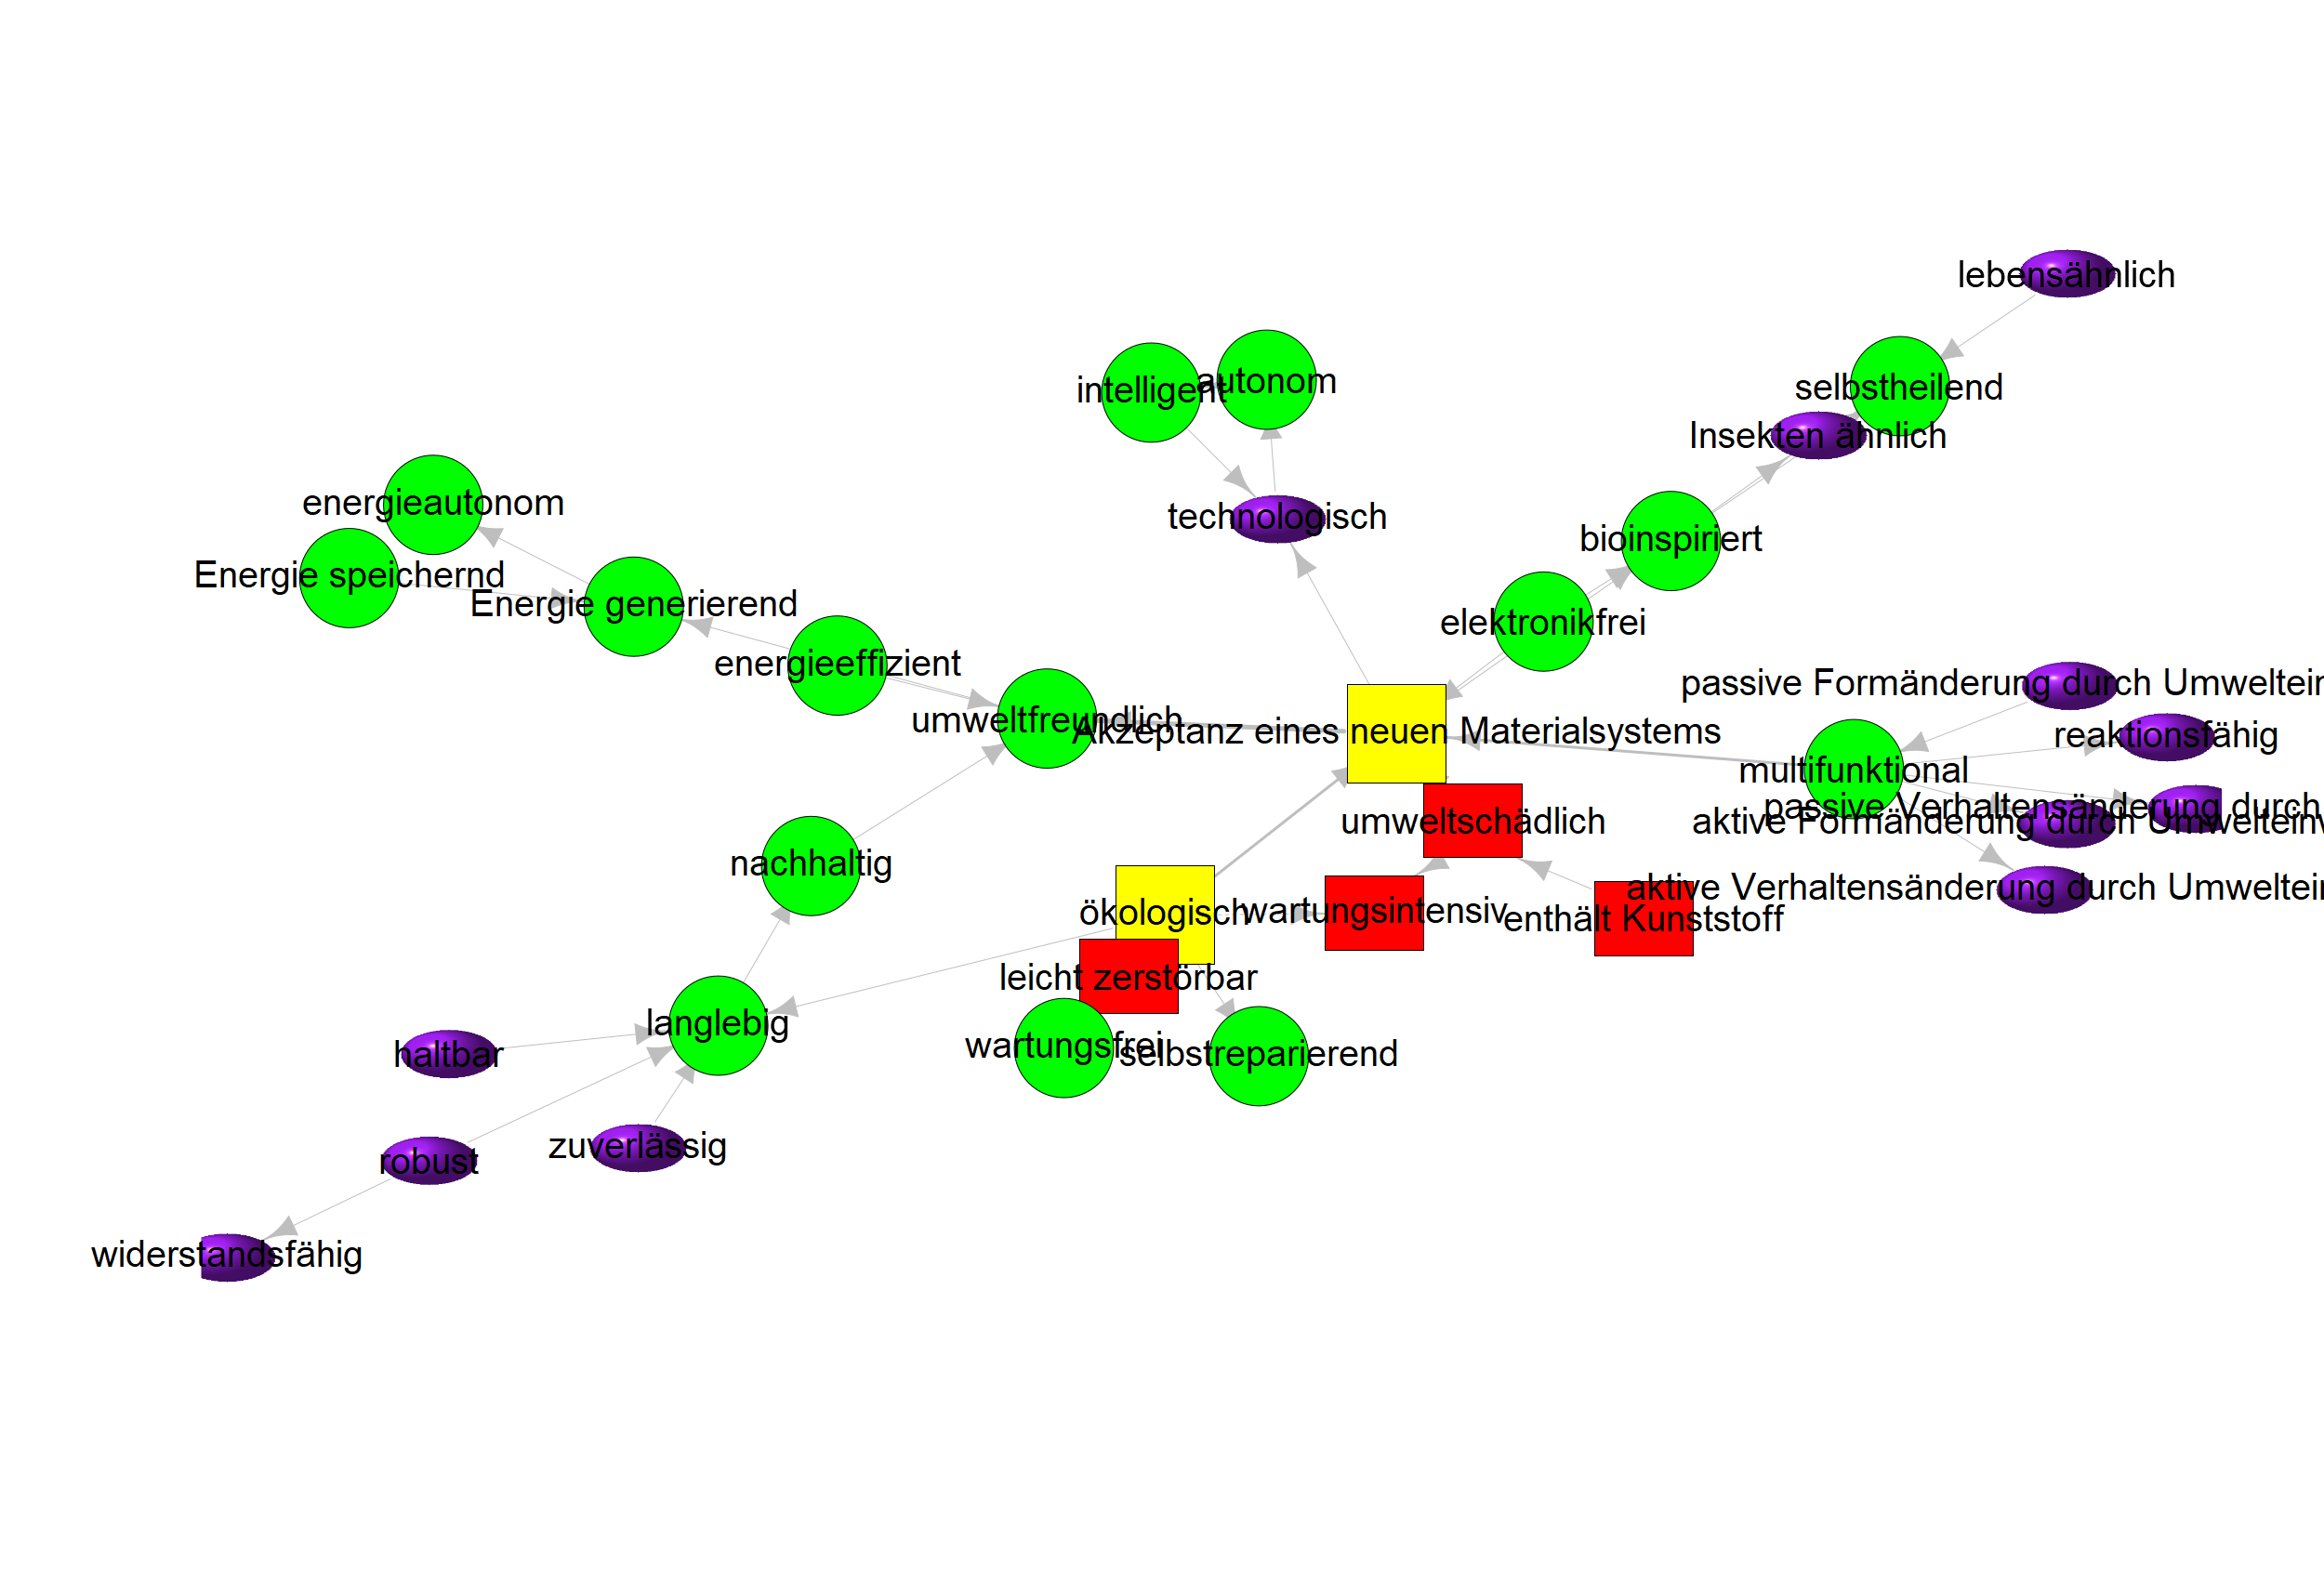 lebensähnlich
intelligent
autonom
selbstheilend
Insekten ähnlich
energieautonom
technologisch
bioinspiriert
Energie speichernd
Energie generierend
elektronikfrei
energieeffizient
passive Formänderung durch Umweltein
umweltfreundlich
Akzeptanz eines neuen Materialsystems
reaktionsfähig
multifunktional
passive Verhaltensänderung durch
umweltschädlich
aktive Formänderung durch Umwelteinw
nachhaltig
aktive Verhaltensänderung durch Umweltein
ökologisch
wartungsintensiv
enthält Kunststoff
leicht zerstörbar
langlebig
wartungsfrei
selbstreparierend
haltbar
zuverlässig
robust
widerstandsfähig